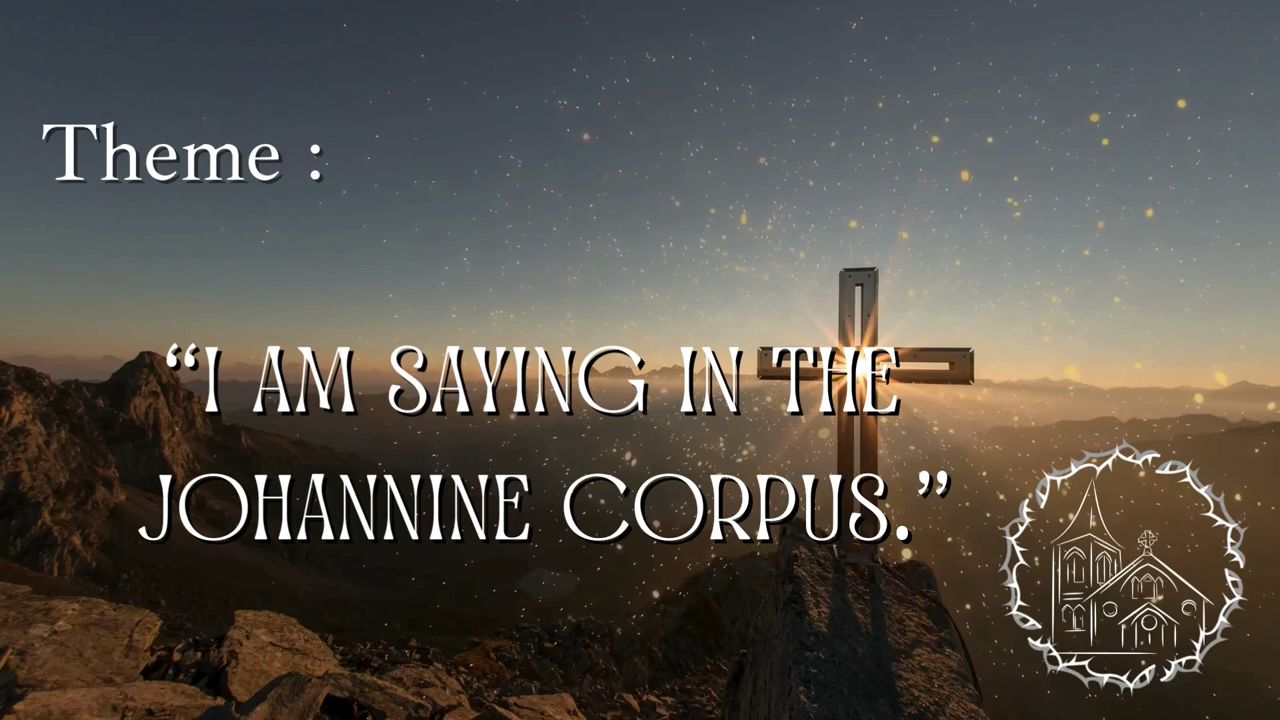 Theme :
“I AM SAYING IN THE
JOHANNINE CORPUS.”